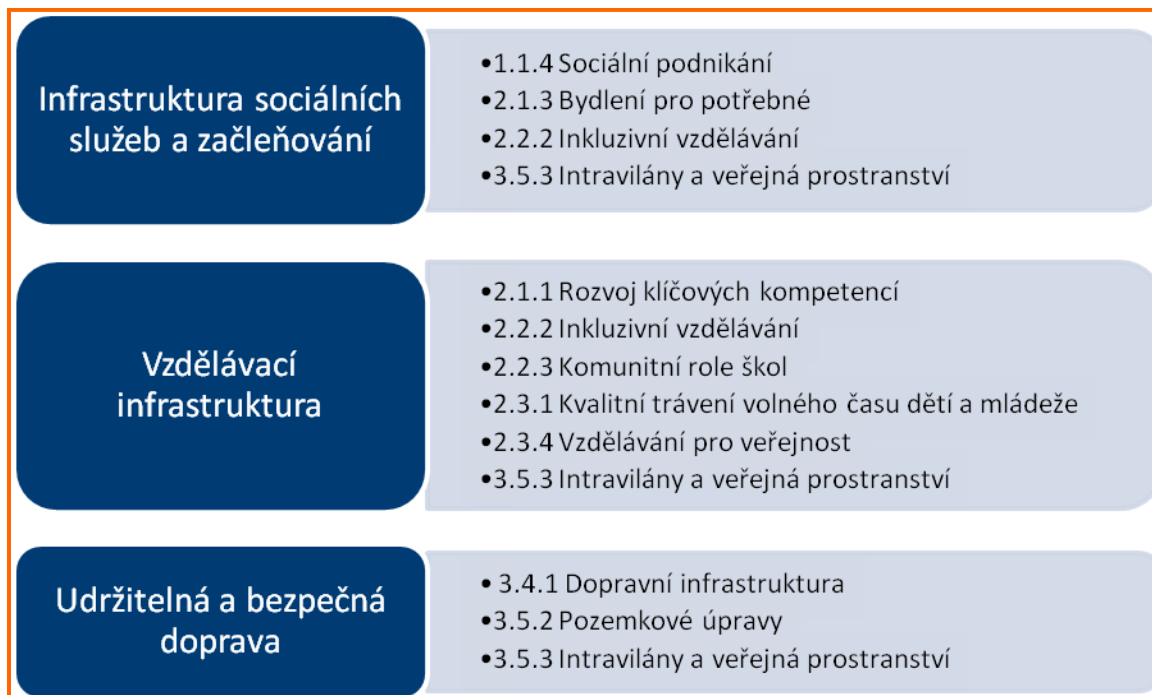 Infrastruktura sociálních
služeb a začleňování
•1.1.4 Sociální podnikání
•2.1.3 Bydlení pro potřebné
•2.2.2 Inkluzivní vzdělávání
•3.5.3 Intravilány a veřejná prostranství
Vzdělávací
infrastruktura
•2.1.1 Rozvoj klíčových kompetencí
•2.2.2 Inkluzivní vzdělávání
•2.2.3 Komunitní role škol
•2.3.1 Kvalitní trávení volného času dětí a mládeže
•2.3.4 Vzdělávání pro veřejnost
•3.5.3 Intravilány a veřejná prostranství
Udržitelná a bezpečná
doprava
• 3.4.1 Dopravní infrastruktura
•3.5.2 Pozemkové úpravy
•3.5.3 Intravilány a veřejná prostranství